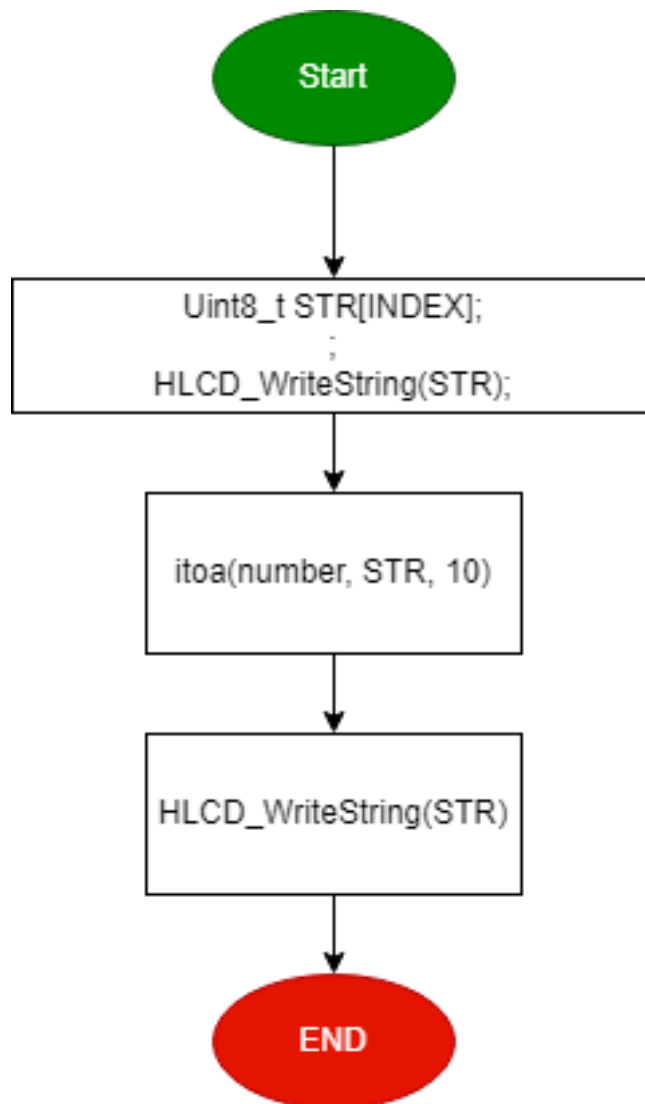 Start
Uint8_t STR[INDEX];
;
HLCD_WriteString(STR);
itoa(number, STR, 10)
HLCD_WriteString(STR)
END